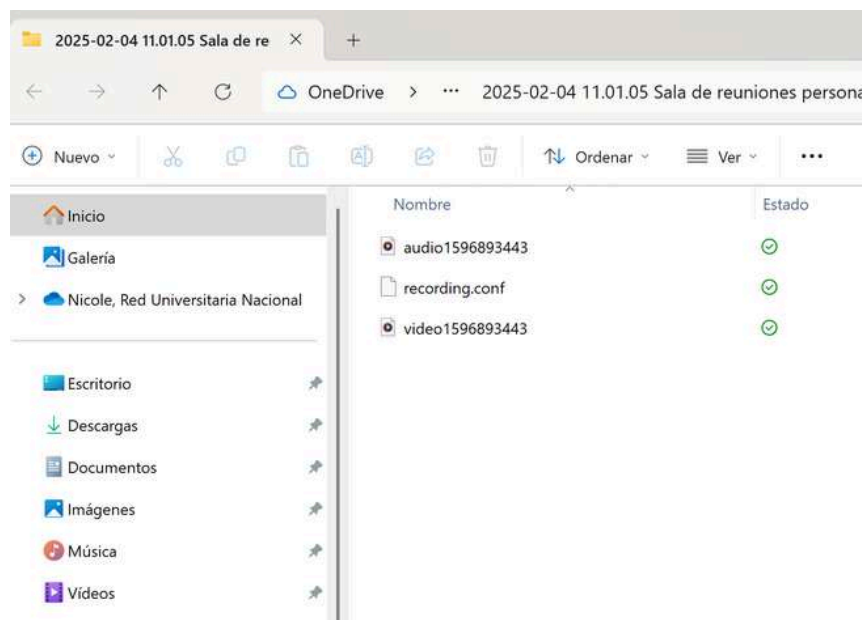 2025-02-04 11.01.05 Sala de re
OneDrive > ··· 2025-02-04 11.01.05 Sala de reuniones persona
Nuevo Ordenar Ver
Nombre Estado
Inicio
Galería
Nicole, Red Universitaria Nacional
audio1596893443
recording.conf
video1596893443
Escritorio
Descargas
Documentos
Imágenes
Música
Vídeos